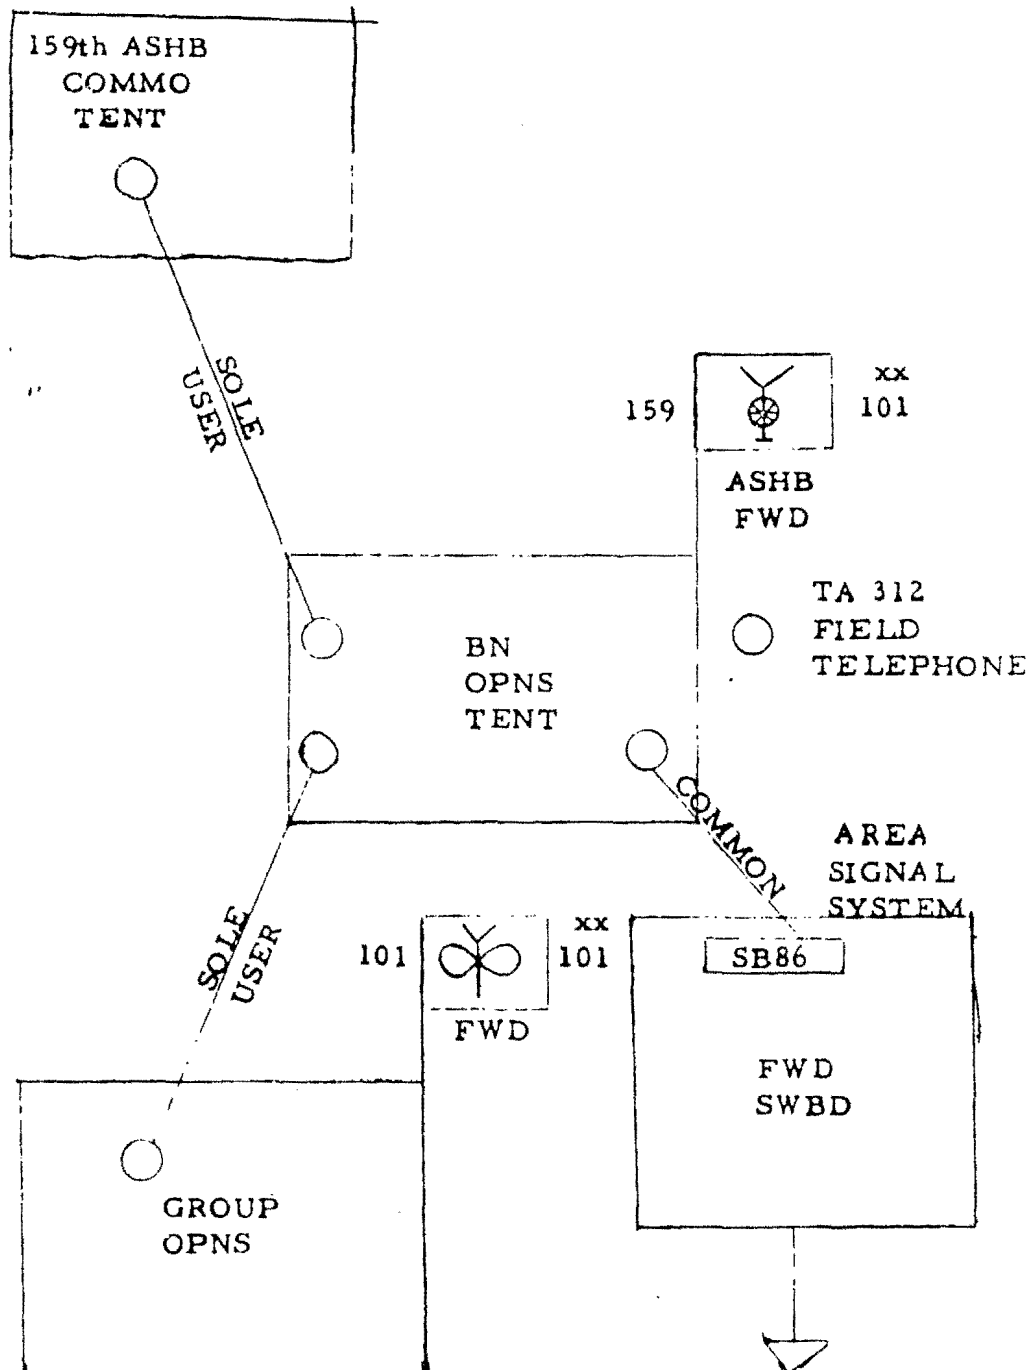 159th ASHB
COMMO
TENT
SOLE
USER
159
xx
101
ASHB
FWD
TA 312
FIELD
TELEPHONE
BN
OPNS
TENT
COMMON
AREA
SIGNAL
SYSTEM
SOLE
USER
101
xx
101
FWD
SB86
FWD
SWBD
GROUP
OPNS